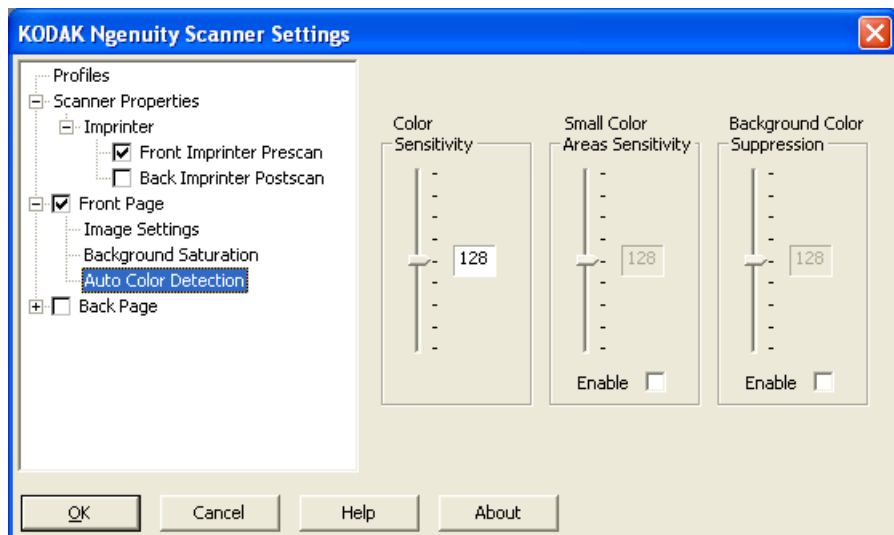 KODAK Ngenuity Scanner Settings
Profiles
Scanner Properties
Imprinter
Front Imprinter Prescan
Back Imprinter Postscan
Front Page
Image Settings
Background Saturation
Auto Color Detection
Back Page
Color
Sensitivity
128
Small Color
Areas Sensitivity
128
Enable
Background Color
Suppression
128
Enable
OK
Cancel
Help
About